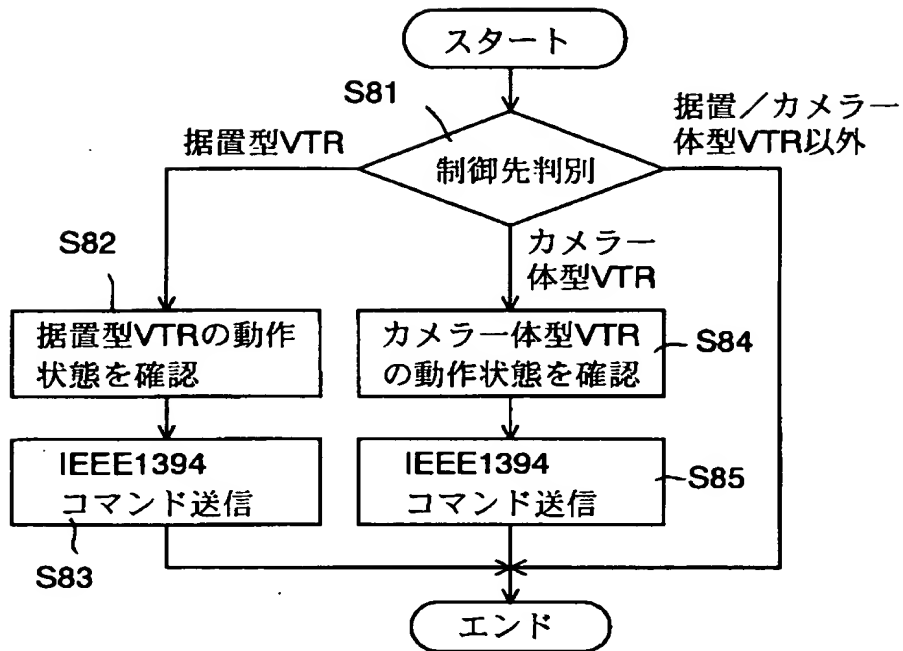 スタート
S81
据置型VTR
制御先判別
据置／カメラ一
体型VTR以外
カメラ一
体型VTR
S82
据置型VTRの動作
状態を確認
カメラ一体型VTR
の動作状態を確認
S84
IEEE1394
コマンド送信
S83
IEEE1394
コマンド送信
S85
エンド